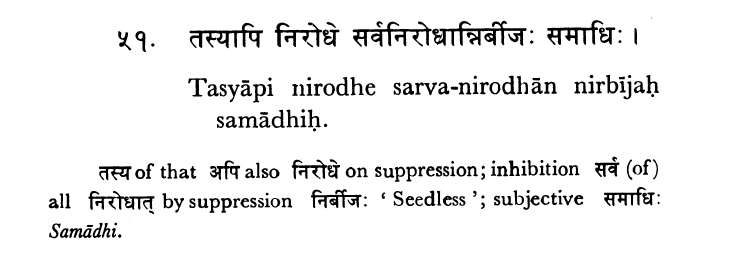 ५१. तस्यापि निरोधे सर्वनिरोधान्निर्बीजः समाधिः ।
Tasyāpi nirodhe sarva-nirodhān nirbījaḥ
samādhiḥ.
तस्य of that अपि also निरोधे on suppression; inhibition सर्व (of)
all निरोधात् by suppression निर्बीजः ‘ Seedless ’; subjective समाधिः
Samādhi.